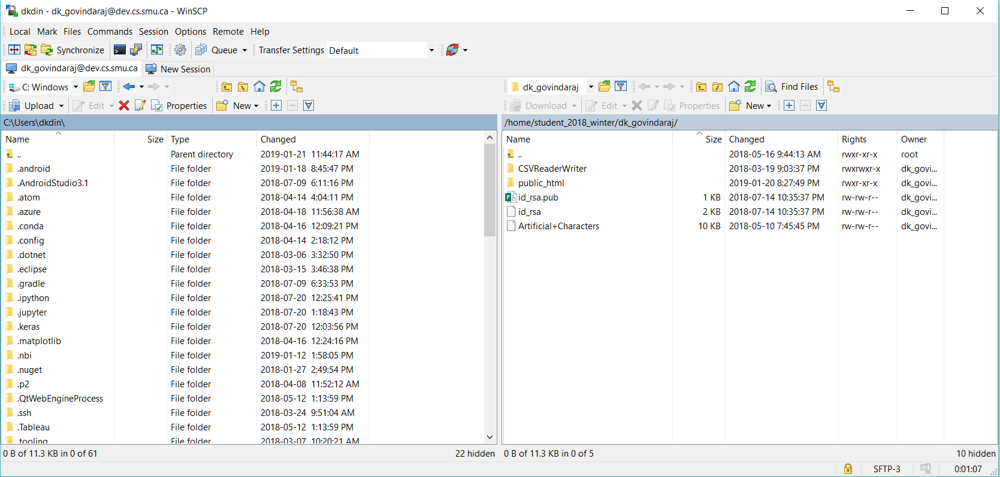 dkdin - dk_govindaraj@dev.cs.smu.ca - WinSCP
Local Mark Files Commands Session Options Remote Help
Synchronize Queue Transfer Settings Default
dk_govindaraj@dev.cs.smu.ca New Session
C: Windows
Upload Edit Properties New
C:\Users\dkdin\
Name Size Type Changed
.. Parent directory 2019-01-21 11:44:17 AM
.android File folder 2019-01-18 8:45:47 PM
.AndroidStudio3.1 File folder 2018-07-09 6:11:16 PM
.atom File folder 2018-04-14 4:04:11 PM
.azure File folder 2018-04-18 11:56:38 AM
.conda File folder 2018-04-16 12:09:21 PM
.config File folder 2018-04-14 2:18:12 PM
.dotnet File folder 2018-03-06 3:32:50 PM
.eclipse File folder 2018-03-15 3:46:38 PM
.gradle File folder 2018-07-09 6:33:53 PM
.ipython File folder 2018-07-20 12:25:41 PM
.jupyter File folder 2018-07-20 1:18:43 PM
.keras File folder 2018-07-20 12:03:56 PM
.matplotlib File folder 2018-04-16 12:24:16 PM
.nbi File folder 2019-01-12 1:58:05 PM
.nuget File folder 2018-01-27 2:49:54 PM
.p2 File folder 2018-04-08 11:52:12 AM
.QtWebEngineProcess File folder 2018-05-12 1:13:59 PM
.ssh File folder 2018-03-24 9:51:04 AM
.Tableau File folder 2018-05-12 1:13:59 PM
.tooling File folder 2018-03-07 10:20:21 AM
0 B of 11.3 KB in 0 of 61 22 hidden
dk_govindaraj Find Files
Download Edit Properties New
/home/student_2018_winter/dk_govindaraj/
Name Size Changed Rights Owner
.. 2018-05-16 9:44:13 AM rwxr-xr-x root
CSVReaderWriter 2018-03-19 9:03:37 PM rwxrwxr-x dk_govi...
public_html 2019-01-20 8:27:49 PM rwxr-xr-x dk_govi...
id_rsa.pub 1 KB 2018-07-14 10:35:37 PM rw-rw-r-- dk_govi...
id_rsa 2 KB 2018-07-14 10:35:37 PM rw-rw-r-- dk_govi...
Artificial+Characters 10 KB 2018-05-10 7:45:45 PM rw-rw-r-- dk_govi...
0 B of 11.3 KB in 0 of 5 10 hidden
SFTP-3 0:01:07